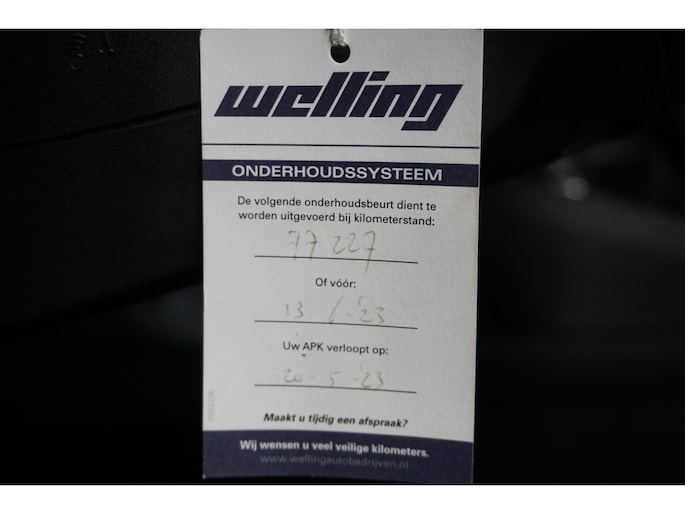 welling
ONDERHOUDSSYSTEEM
De volgende onderhoudsbeurt dient te
worden uitgevoerd bij kilometerstand:
77 227
Of vóór:
13 - 6 - 23
Uw APK verloopt op:
20 - 5 - 23
Maakt u tijdig een afspraak?
Wij wensen u veel veilige kilometers.
www.wellingautobedrijven.nl